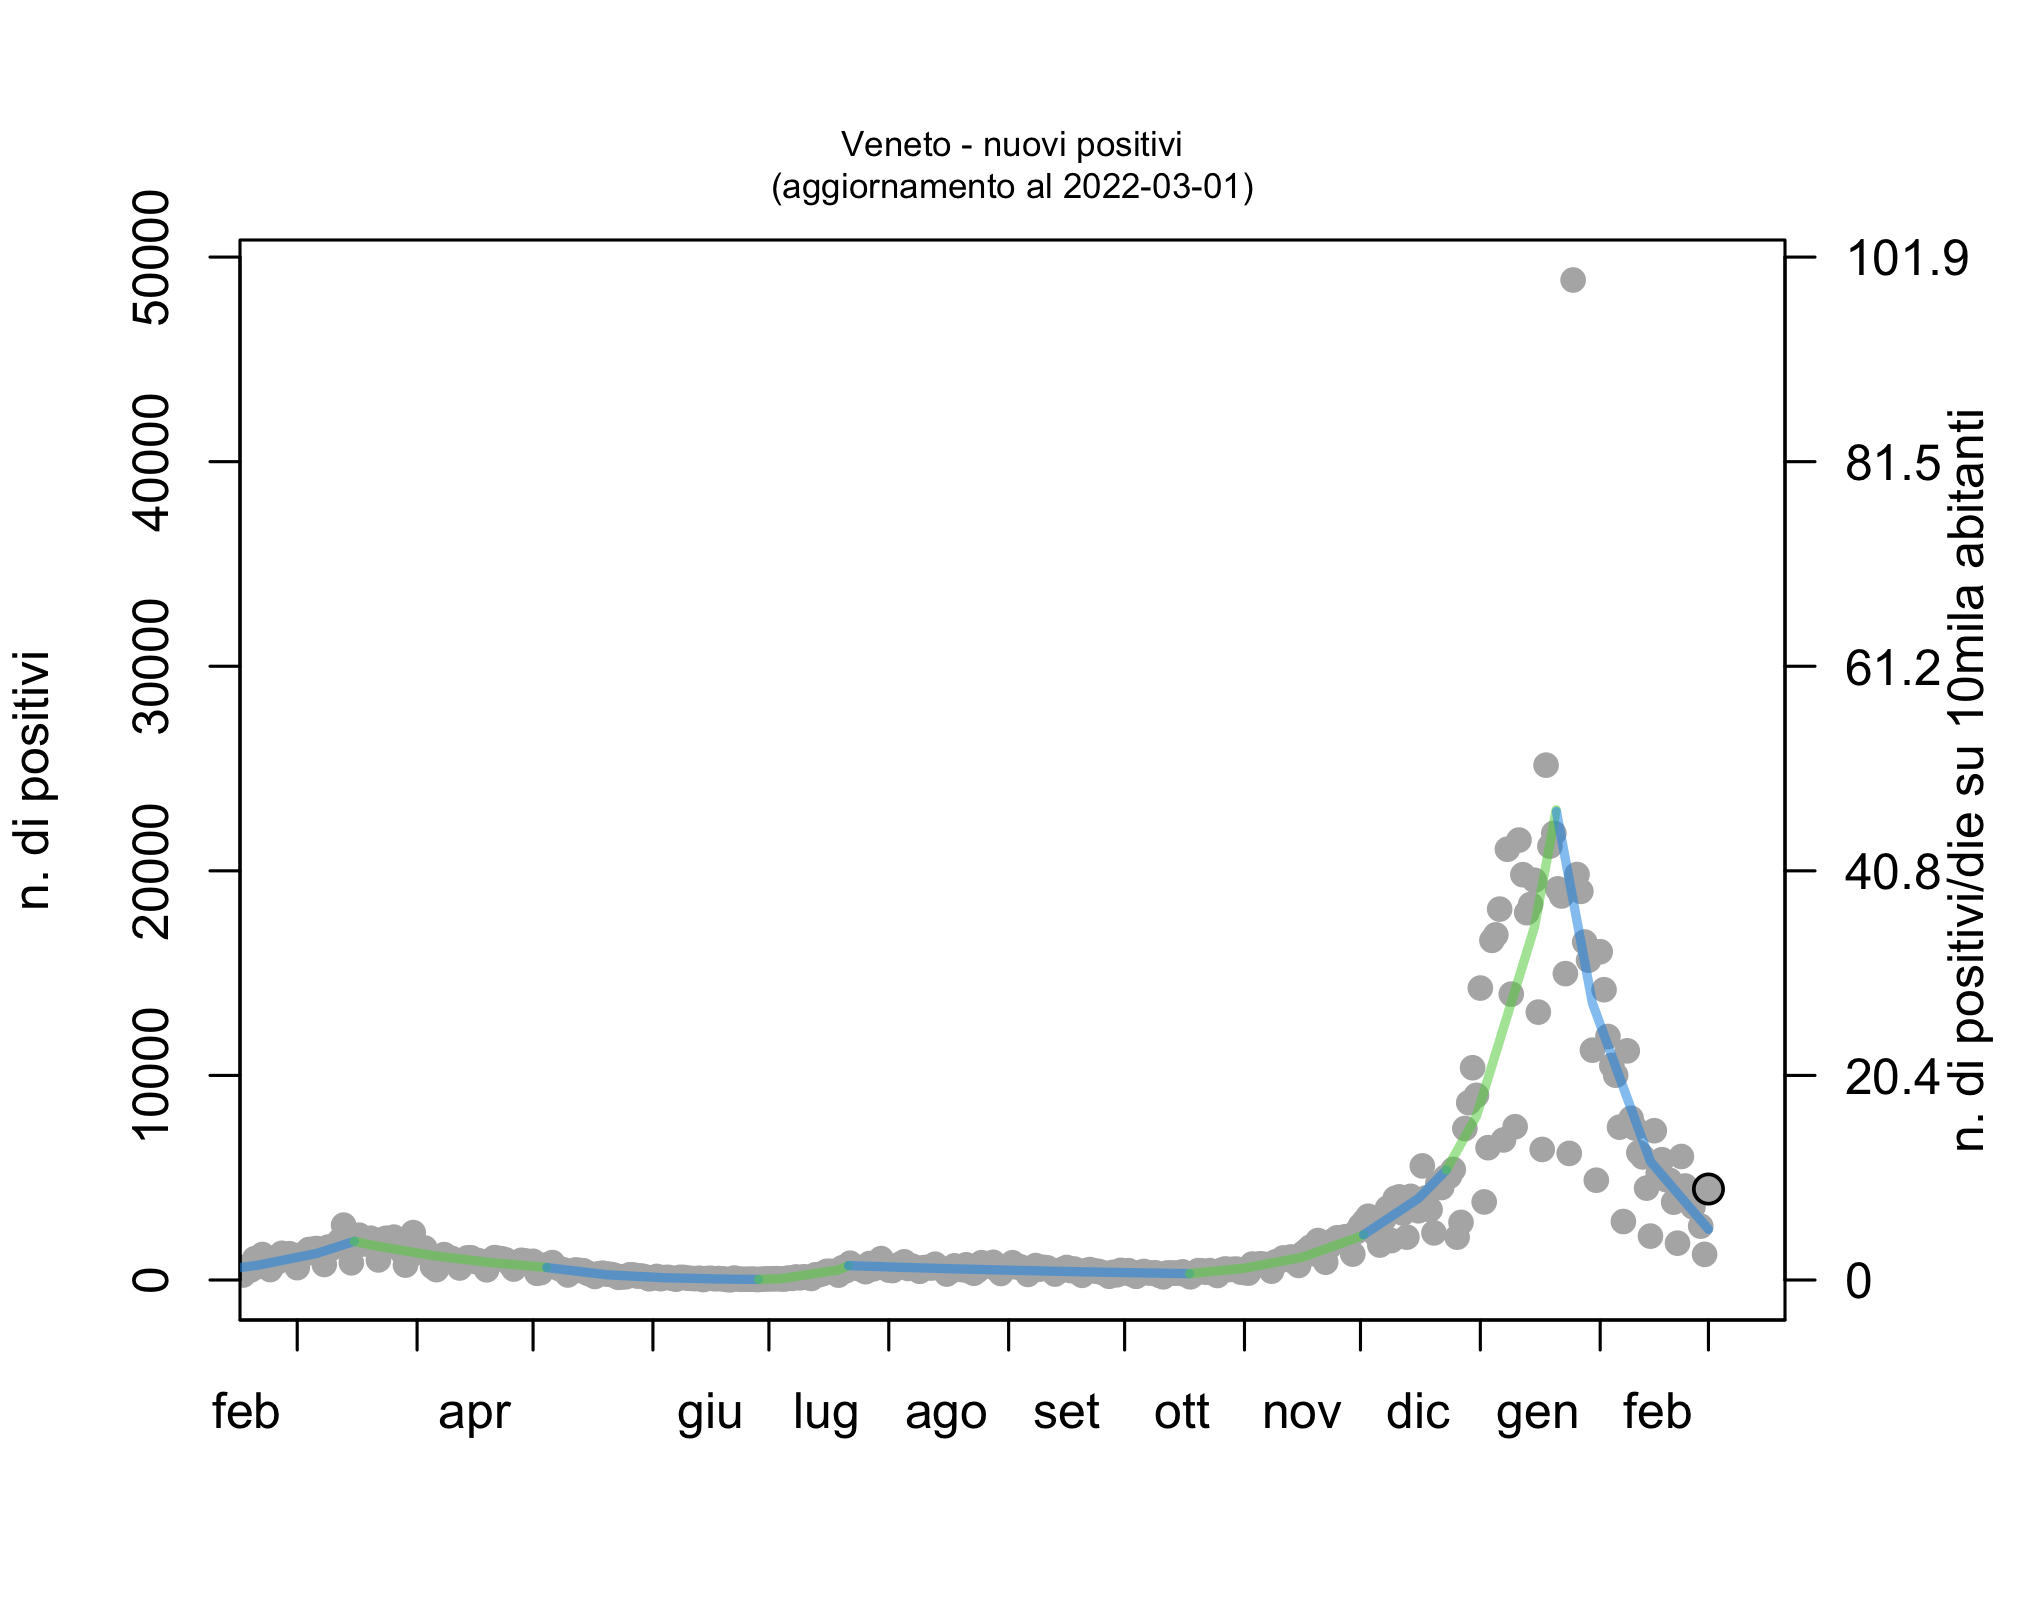 Veneto - nuovi positivi
(aggiornamento al 2022-03-01)
n. di positivi
50000
40000
30000
20000
10000
0
101.9
81.5
61.2
40.8
20.4
0
n. di positivi/die su 10mila abitanti
feb apr giu lug ago set ott nov dic gen feb